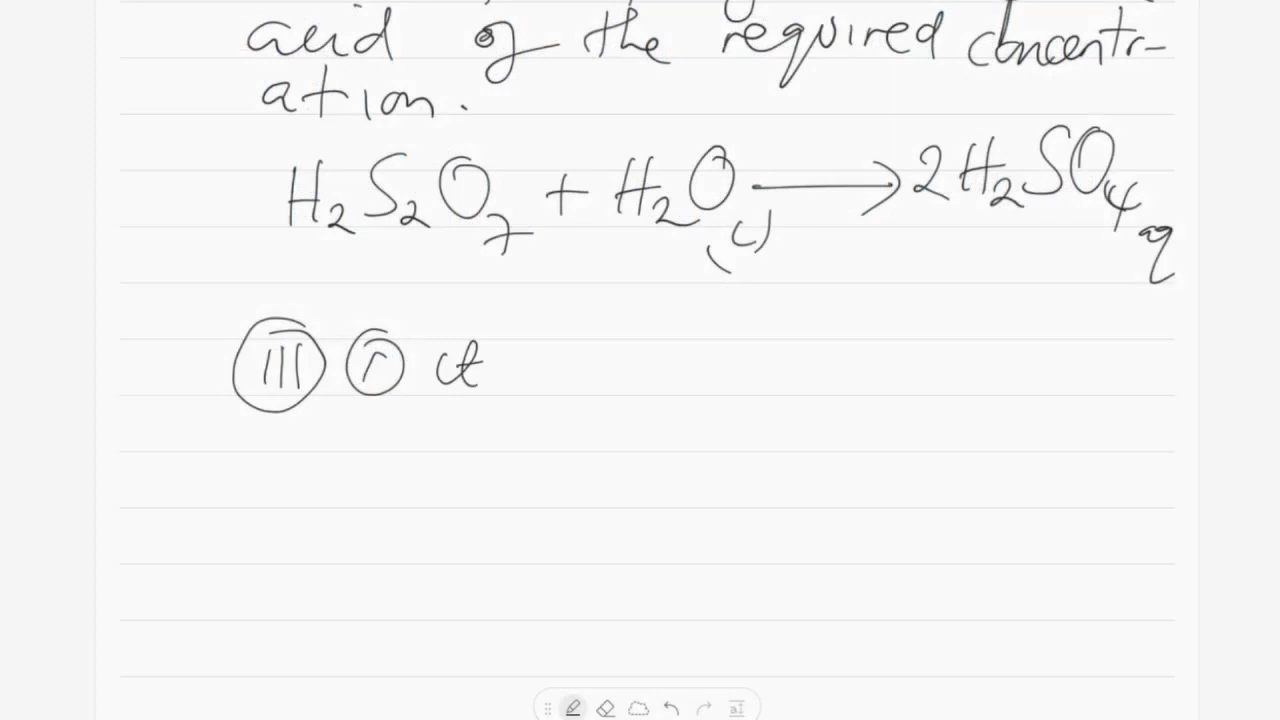 acid of the required concentr-
ation.
H₂S₂O₇ + H₂O(l) ⟶ 2H₂SO₄ aq
(III) (i) ct